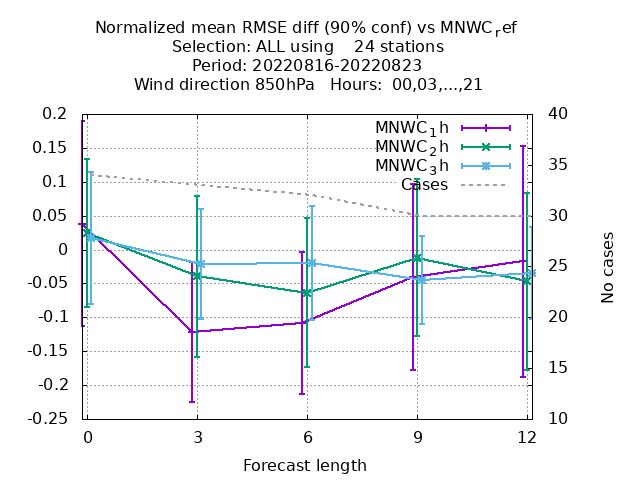 Normalized mean RMSE diff (90% conf) vs MNWC_ref
Selection: ALL using    24 stations
Period: 20220816-20220823
Wind direction 850hPa   Hours:  00,03,...,21
0.2
0.15
0.1
0.05
0
-0.05
-0.1
-0.15
-0.2
-0.25
40
35
30
25
20
15
10
MNWC_1h
MNWC_2h
MNWC_3h
Cases
No cases
0 3 6 9 12
Forecast length